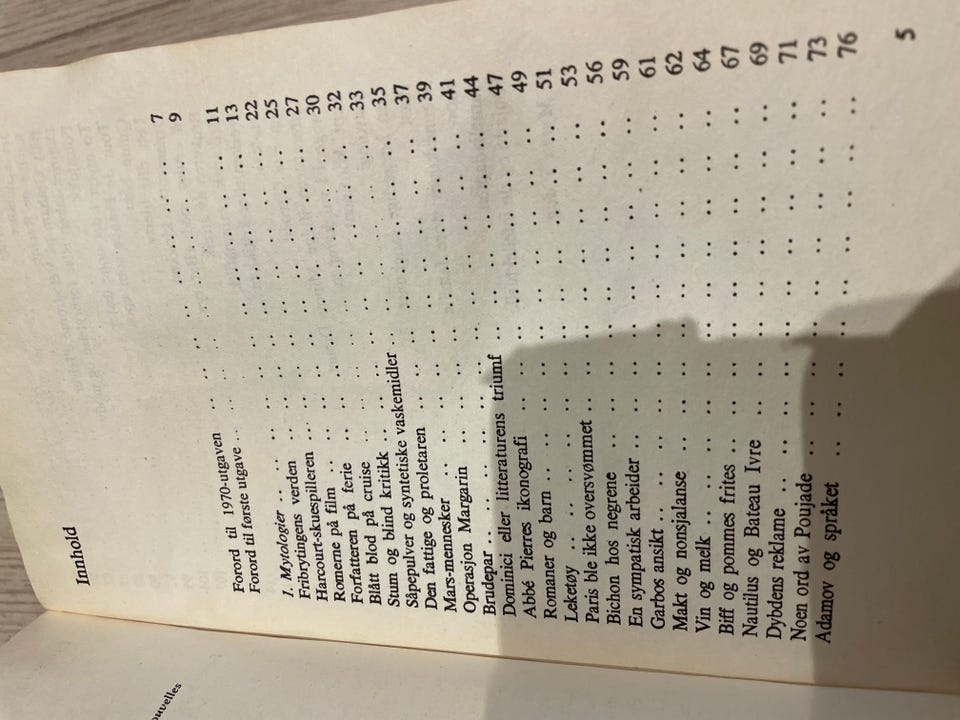 Innhold
Forord til 1970-utgaven .. .. .. .. .. 7
Forord til første utgave .. .. .. .. .. 9
1. Mytologier .. .. .. .. .. .. 11
Fribrytingens verden .. .. .. .. .. 13
Harcourt-skuespilleren .. .. .. .. .. 22
Romerne på film .. .. .. .. .. .. 25
Forfatteren på ferie .. .. .. .. .. 27
Blått blod på cruise .. .. .. .. .. 30
Stum og blind kritikk .. .. .. .. .. 32
Såpepulver og syntetiske vaskemidler .. .. .. .. 33
Den fattige og proletaren .. .. .. .. .. 35
Mars-mennesker .. .. .. .. .. .. 37
Operasjon Margarin .. .. .. .. .. .. 39
Brudepar .. .. .. .. .. .. .. 41
Dominici eller litteraturens triumf .. .. .. .. 44
Abbé Pierres ikonografi .. .. .. .. .. 47
Romaner og barn .. .. .. .. .. .. 49
Leketøy .. .. .. .. .. .. .. 51
Paris ble ikke oversvømmet .. .. .. .. .. 53
Bichon hos negrene .. .. .. .. .. .. 56
En sympatisk arbeider .. .. .. .. .. 59
Garbos ansikt .. .. .. .. .. .. 61
Makt og nonsjalanse .. .. .. .. .. 62
Vin og melk .. .. .. .. .. .. 64
Biff og pommes frites .. .. .. .. .. 67
Nautilus og Bateau Ivre .. .. .. .. .. 69
Dybdens reklame .. .. .. .. .. .. 71
Noen ord av Poujade .. .. .. .. .. 73
Adamov og språket .. .. .. .. .. 76
5